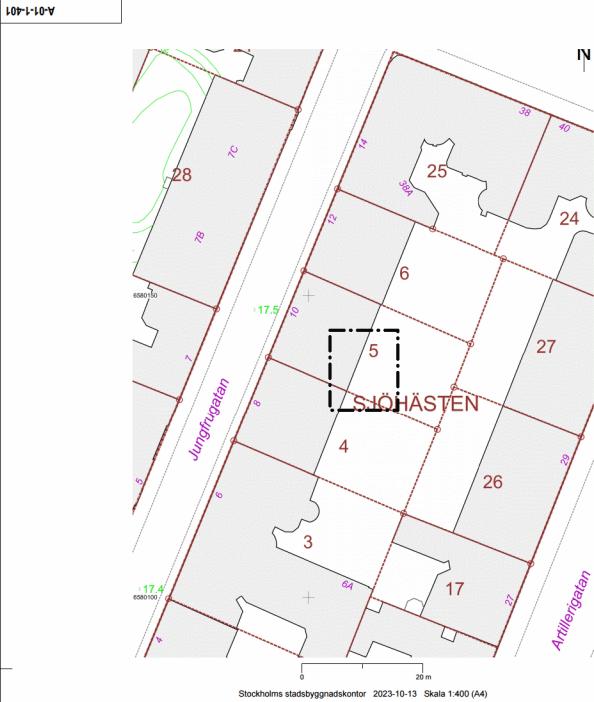 A-01-1-401
N
38
40
14
7C
25
28
38A
24
12
7B
6
6580150
17.5
10
27
5
7
SJÖHÄSTEN
Jungfrugatan
8
4
29
5
26
6
3
17.4
6A
17
6580100
27
Artillerigatan
4
0 20 m
Stockholms stadsbyggnadskontor 2023-10-13 Skala 1:400 (A4)